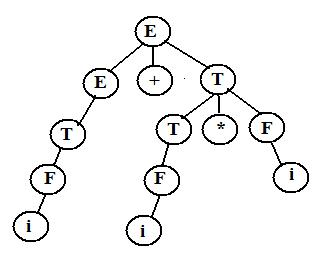 E
E + T
T T * F
F F i
i i